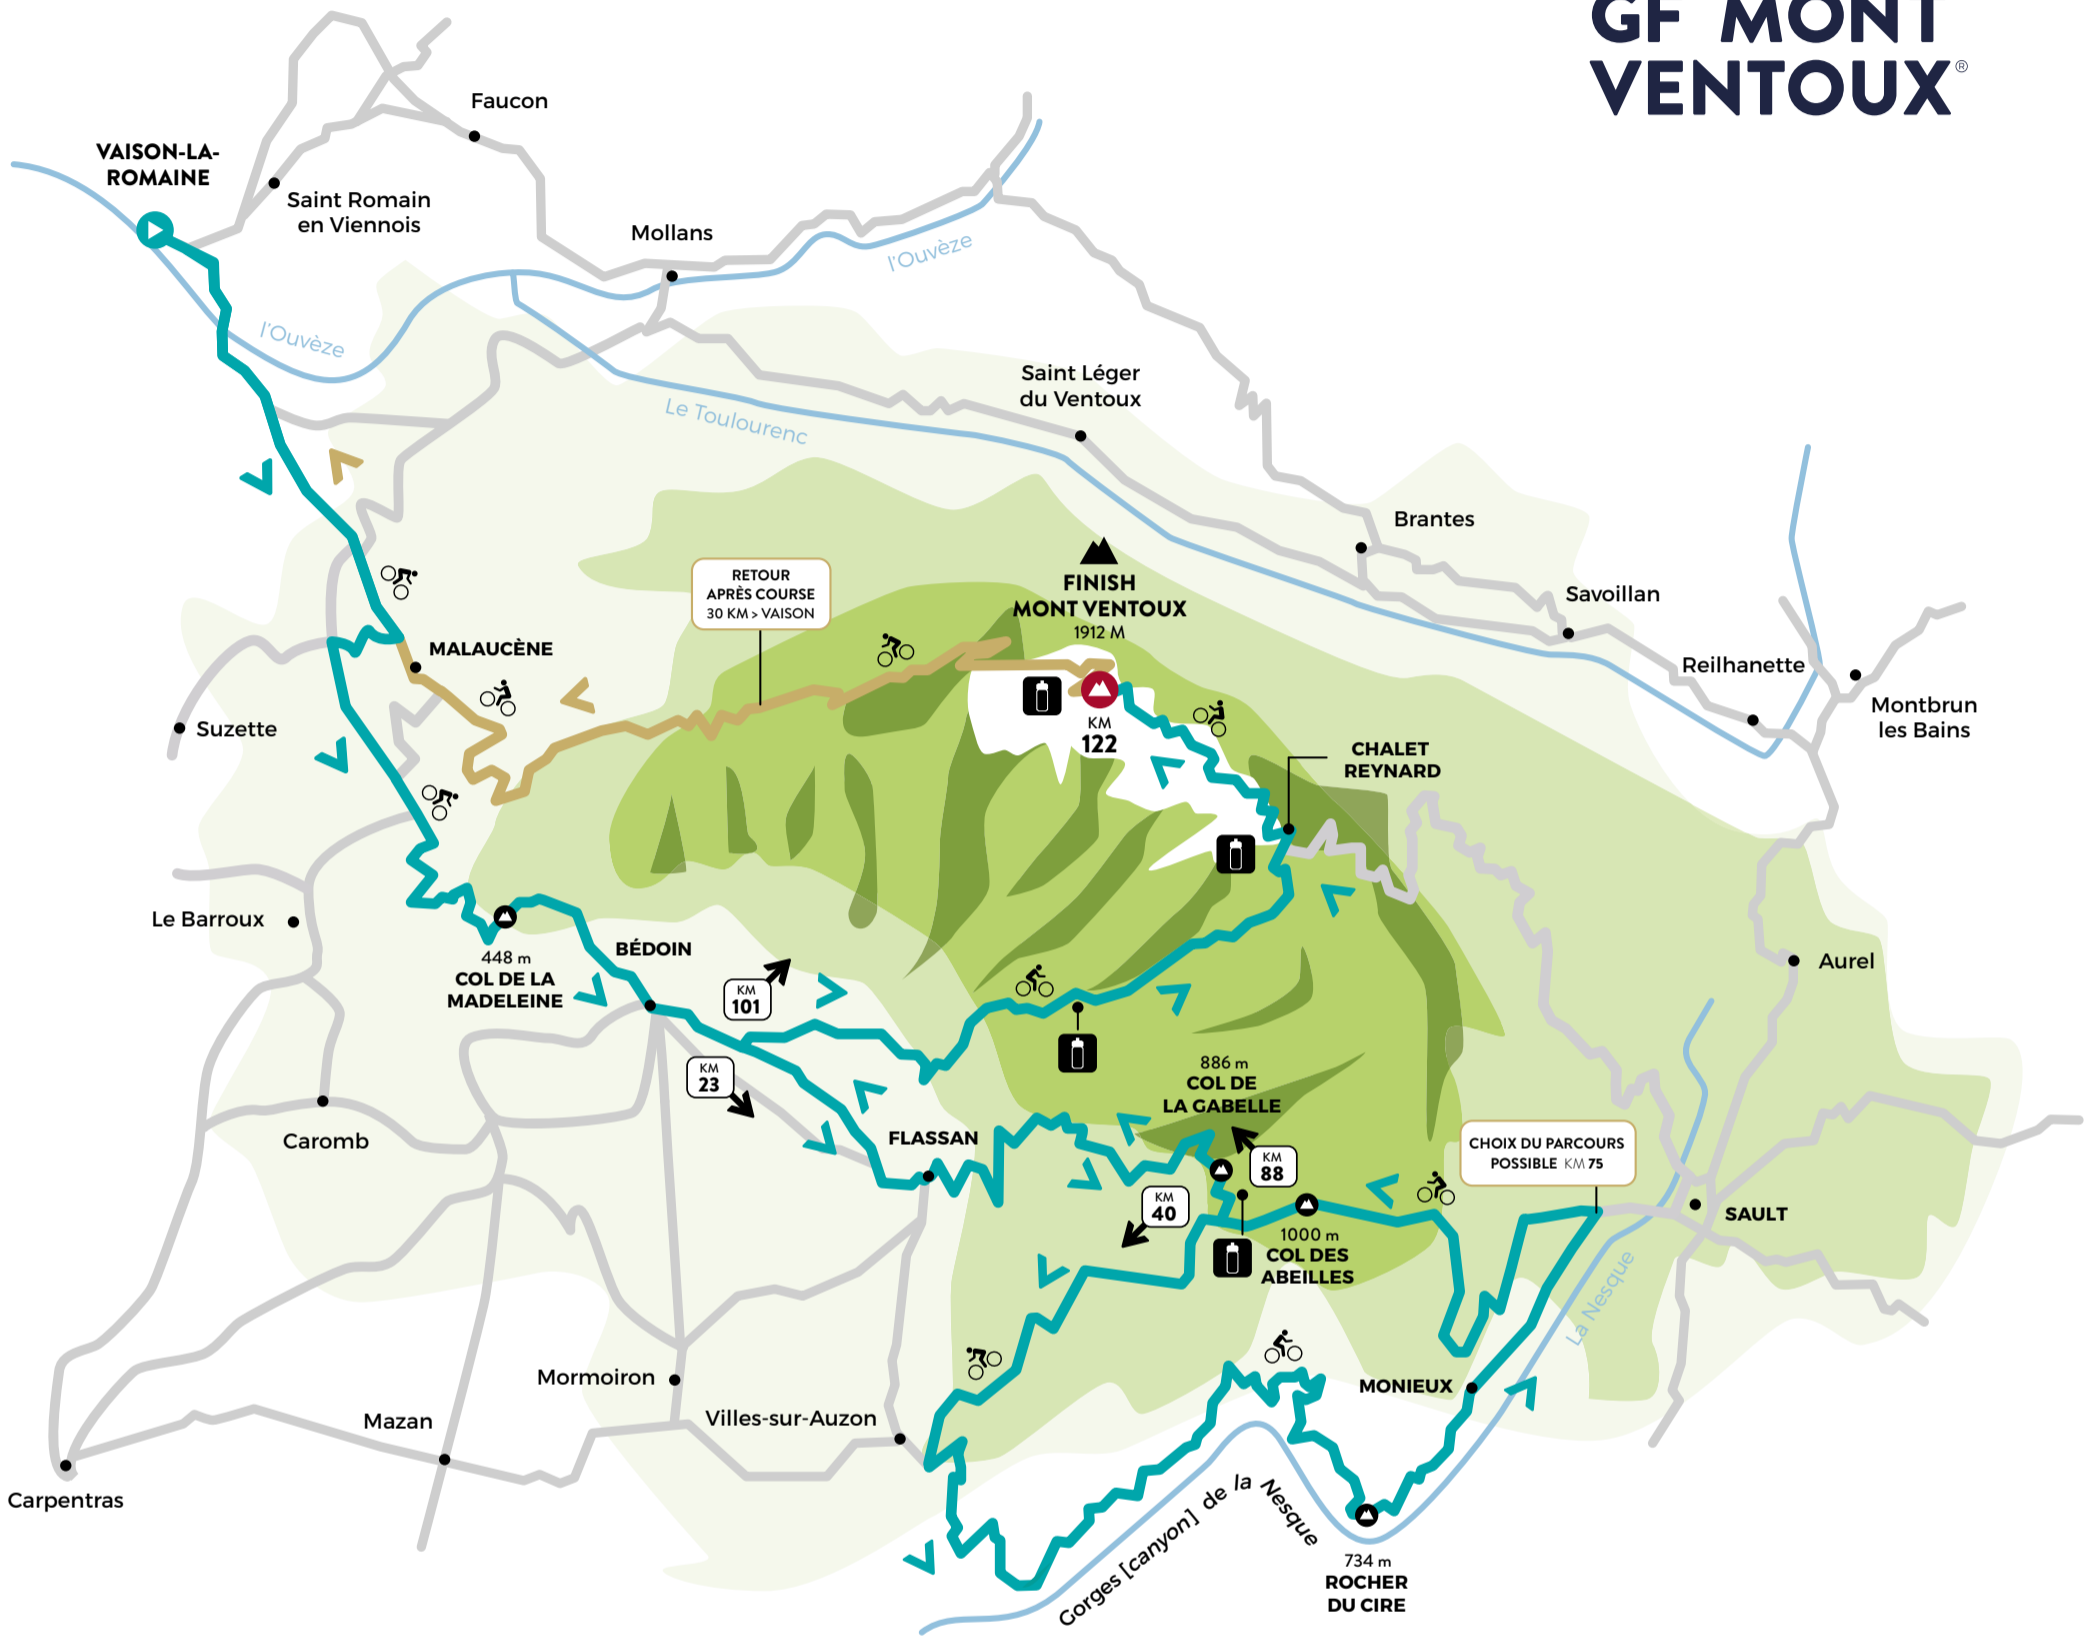 GF MONT
VENTOUX®
Faucon
VAISON-LA-
ROMAINE
Saint Romain
en Viennois
Mollans
l'Ouvèze
l'Ouvèze
Saint Léger
du Ventoux
Le Toulourenc
Brantes
Savoillan
Reilhanette
Montbrun
les Bains
RETOUR
APRÈS COURSE
30 KM > VAISON
FINISH
MONT VENTOUX
1912 M
MALAUCÈNE
Suzette
KM
122
CHALET
REYNARD
Le Barroux
448 m
COL DE LA
MADELEINE
BÉDOIN
KM
101
Aurel
KM
23
886 m
COL DE
LA GABELLE
Caromb
FLASSAN
KM
88
CHOIX DU PARCOURS
POSSIBLE KM 75
KM
40
SAULT
1000 m
COL DES
ABEILLES
La Nesque
Mormoiron
MONIEUX
Mazan
Villes-sur-Auzon
Carpentras
Gorges [canyon] de la Nesque
734 m
ROCHER
DU CIRE